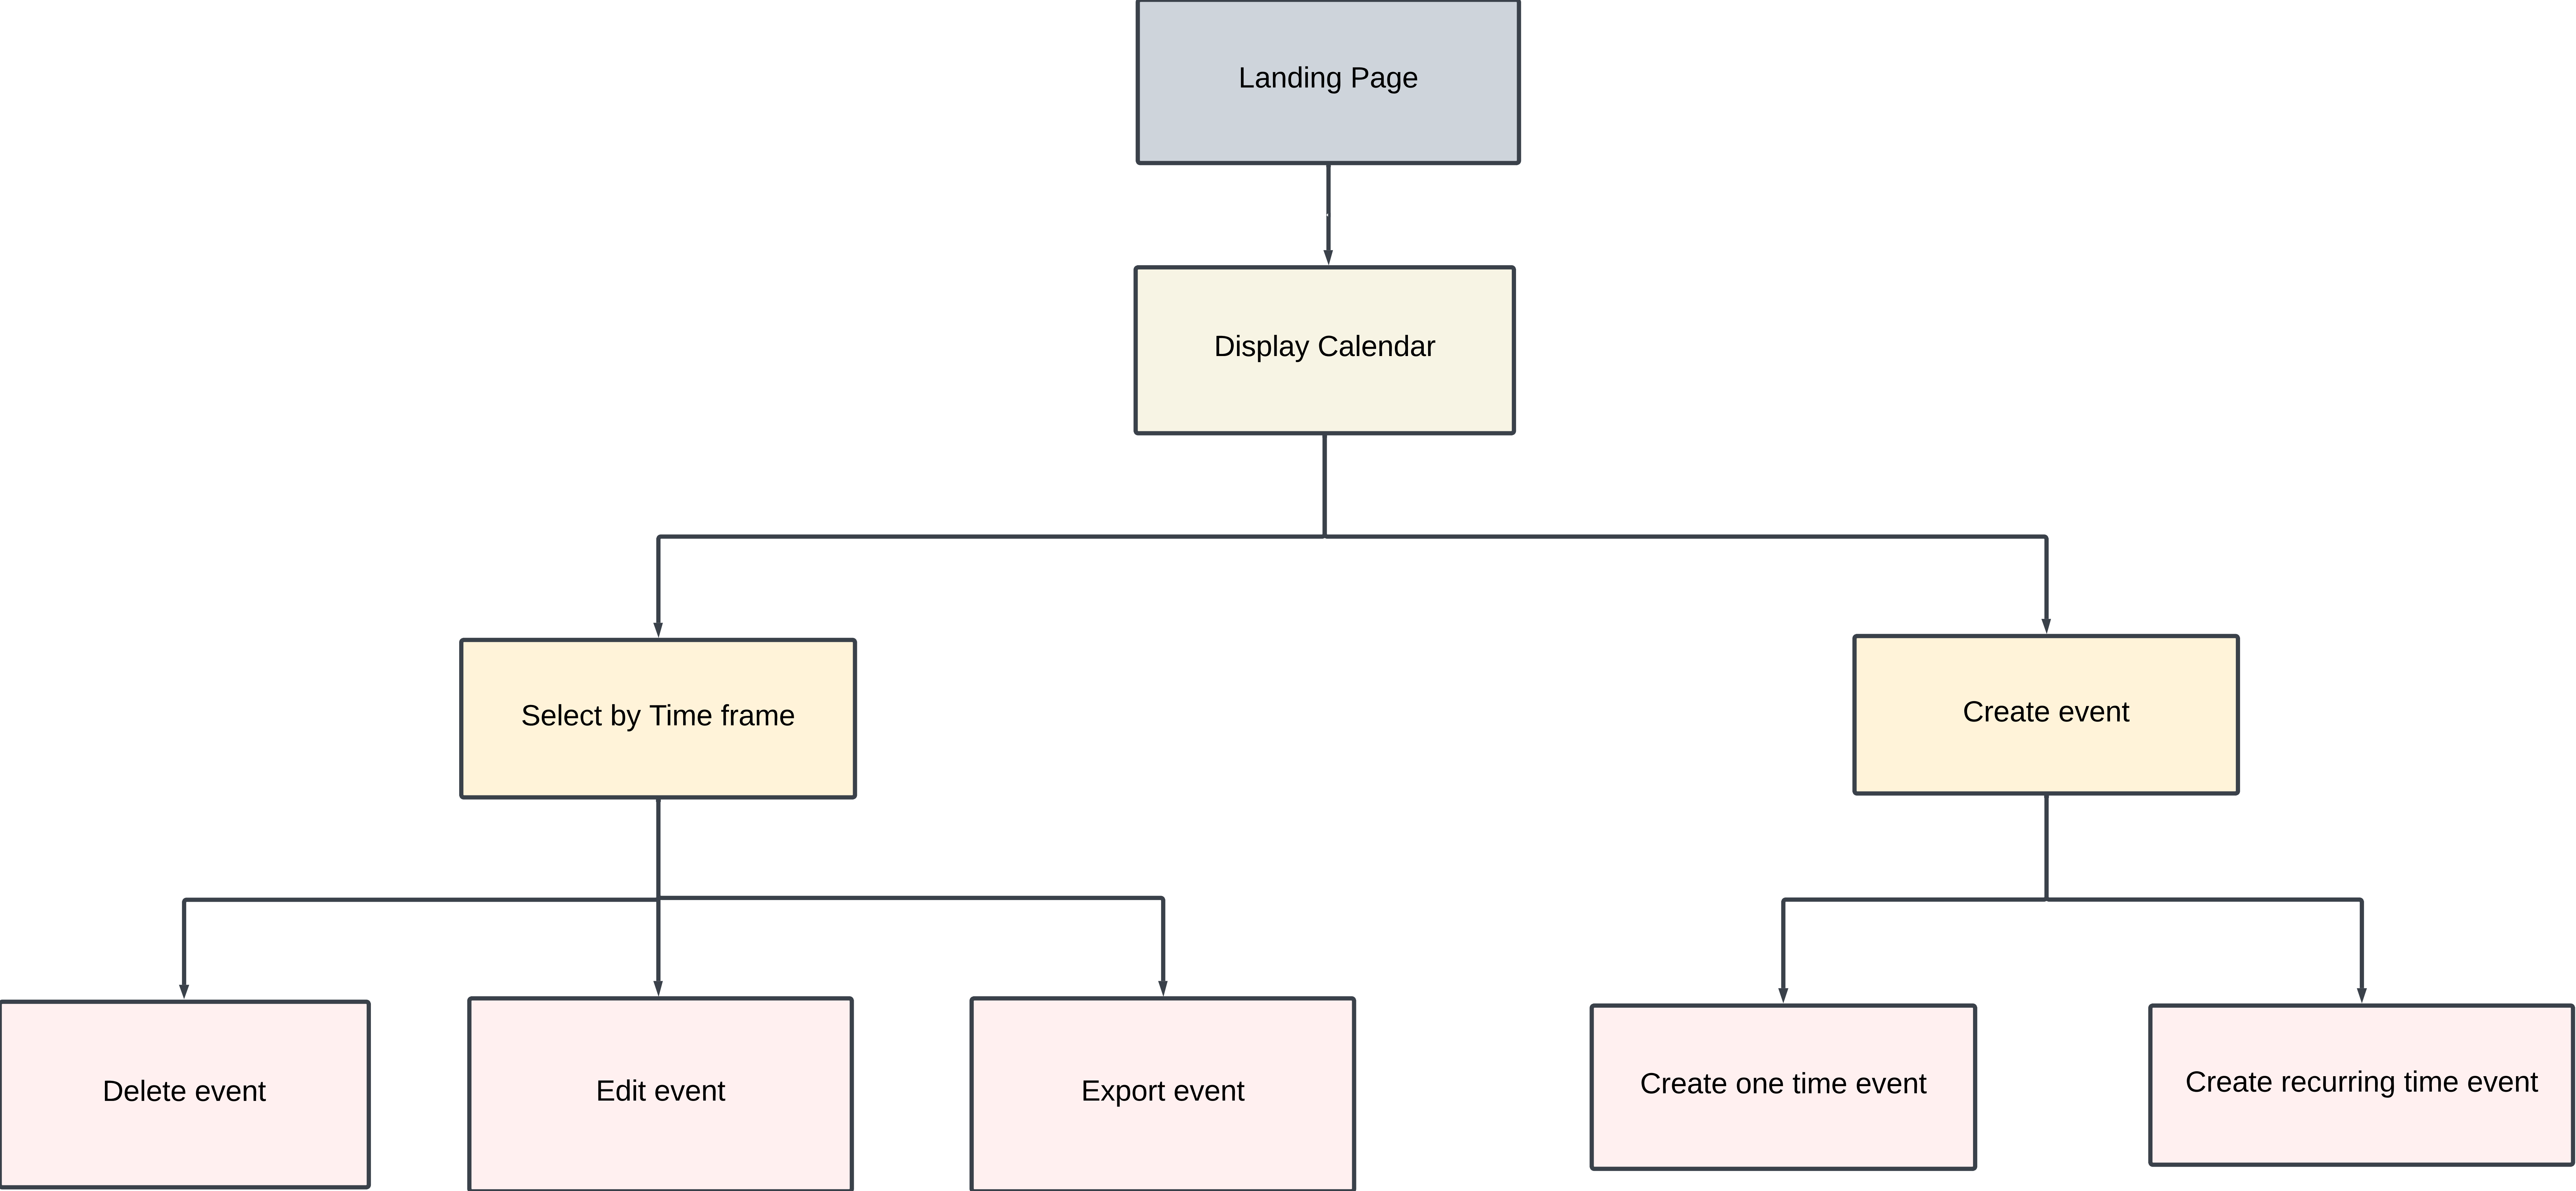 Landing Page
Display Calendar
Select by Time frame
Create event
Delete event
Edit event
Export event
Create one time event
Create recurring time event